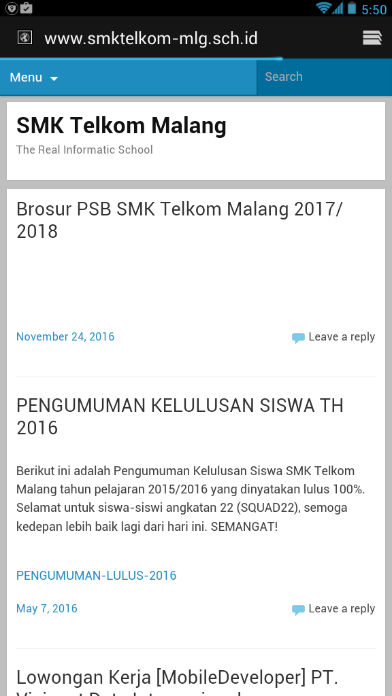 5:50
www.smktelkom-mlg.sch.id
Menu
Search
SMK Telkom Malang
The Real Informatic School
Brosur PSB SMK Telkom Malang 2017/
2018
November 24, 2016
Leave a reply
PENGUMUMAN KELULUSAN SISWA TH
2016
Berikut ini adalah Pengumuman Kelulusan Siswa SMK Telkom
Malang tahun pelajaran 2015/2016 yang dinyatakan lulus 100%.
Selamat untuk siswa-siswi angkatan 22 (SQUAD22), semoga
kedepan lebih baik lagi dari hari ini. SEMANGAT!
PENGUMUMAN-LULUS-2016
May 7, 2016
Leave a reply
Lowongan Kerja [MobileDeveloper] PT.